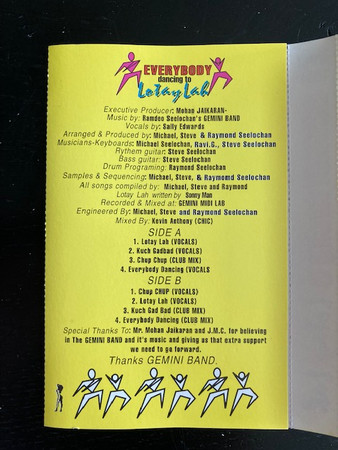 EVERYBODY
dancing to
Lotay Lah
Executive Producer: Mohan JAIKARAN-
Music by: Ramdeo Seelochan's GEMINI BAND
Vocals by: Sally Edwards
Arranged & Produced by: Michael, Steve & Raymond Seelochan
Musicians-Keyboards: Michael Seelochan, Ravi.G., Steve Seelochan
Rythem guitar: Steve Seelochan
Bass guitar: Steve Seelochan
Drum Programing: Raymond Seelochan
Samples & Sequencing: Michael, Steve, & Raymond Seelochan
All songs compiled by: Michael, Steve and Raymond
Lotay Lah written by Sonny Man
Recorded & Mixed at: GEMINI MIDI LAB
Engineered By: Michael, Steve and Raymond Seelochan
Mixed By: Kevin Anthony (CHIC)
SIDE A
1. Lotay Lah (VOCALS)
2. Kuch Gadbad (VOCALS)
3. Chup Chup (CLUB MIX)
4. Everybody Dancing (VOCALS
SIDE B
1. Chup CHUP (VOCALS)
2. Lotay Lah (VOCALS)
3. Kuch Gad Bad (CLUB MIX)
4. Everybody Dancing (CLUB MIX)
Special Thanks To: Mr. Mohan Jaikaran and J.M.C. for believing
in The GEMINI BAND and it's music and giving as that extra support
we need to go forward.
Thanks GEMINI BAND.